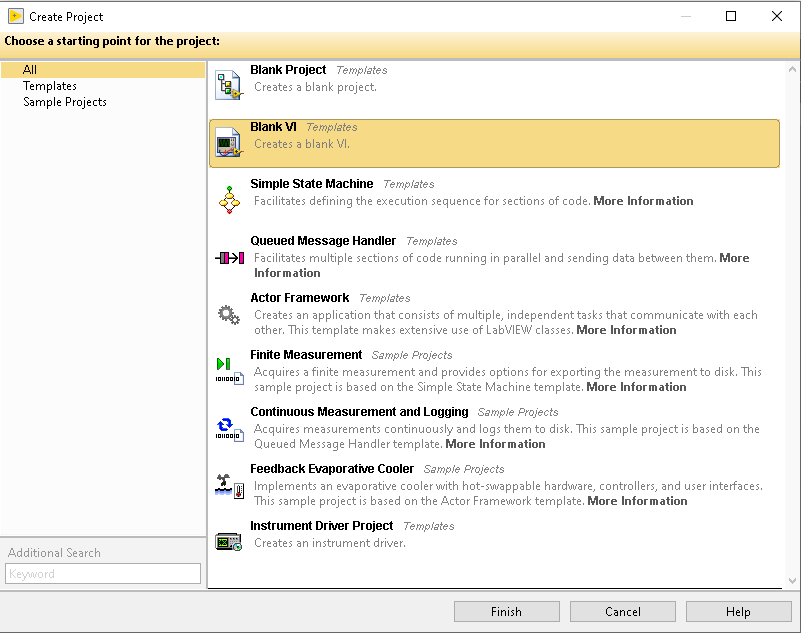 Create Project
Choose a starting point for the project:
All
Templates
Sample Projects
Blank Project Templates
Creates a blank project.
Blank VI Templates
Creates a blank VI.
Simple State Machine Templates
Facilitates defining the execution sequence for sections of code. More Information
Queued Message Handler Templates
Facilitates multiple sections of code running in parallel and sending data between them. More
Information
Actor Framework Templates
Creates an application that consists of multiple, independent tasks that communicate with each
other. This template makes extensive use of LabVIEW classes. More Information
Finite Measurement Sample Projects
Acquires a finite measurement and provides options for exporting the measurement to disk. This
sample project is based on the Simple State Machine template. More Information
Continuous Measurement and Logging Sample Projects
Acquires measurements continuously and logs them to disk. This sample project is based on the
Queued Message Handler template. More Information
Feedback Evaporative Cooler Sample Projects
Implements an evaporative cooler with hot-swappable hardware, controllers, and user interfaces.
This sample project is based on the Actor Framework template. More Information
Instrument Driver Project Templates
Creates an instrument driver.
Additional Search
Keyword
Finish
Cancel
Help